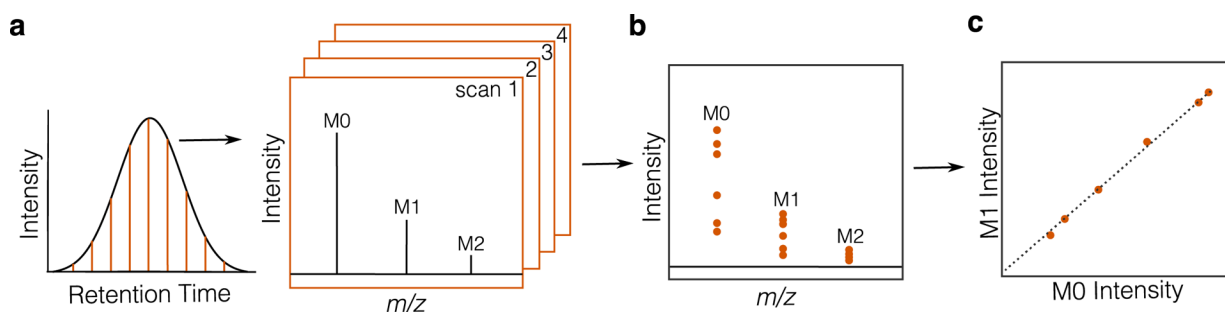 a
Intensity
Retention Time
4
3
2
scan 1
Intensity
M0
M1
M2
m/z
b
Intensity
M0
M1
M2
m/z
c
M1 Intensity
M0 Intensity